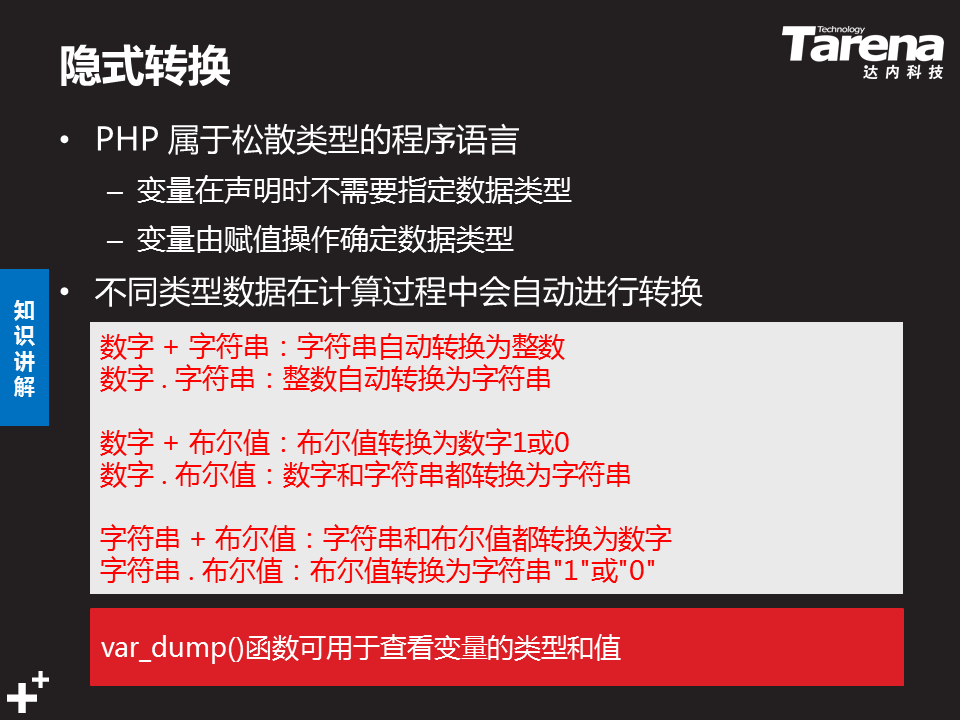 隐式转换
Technology
Tarena
达内科技
• PHP 属于松散类型的程序语言
– 变量在声明时不需要指定数据类型
– 变量由赋值操作确定数据类型
• 不同类型数据在计算过程中会自动进行转换
知识讲解
数字 + 字符串：字符串自动转换为整数
数字 . 字符串：整数自动转换为字符串
数字 + 布尔值：布尔值转换为数字1或0
数字 . 布尔值：数字和字符串都转换为字符串
字符串 + 布尔值：字符串和布尔值都转换为数字
字符串 . 布尔值：布尔值转换为字符串"1"或"0"
var_dump()函数可用于查看变量的类型和值